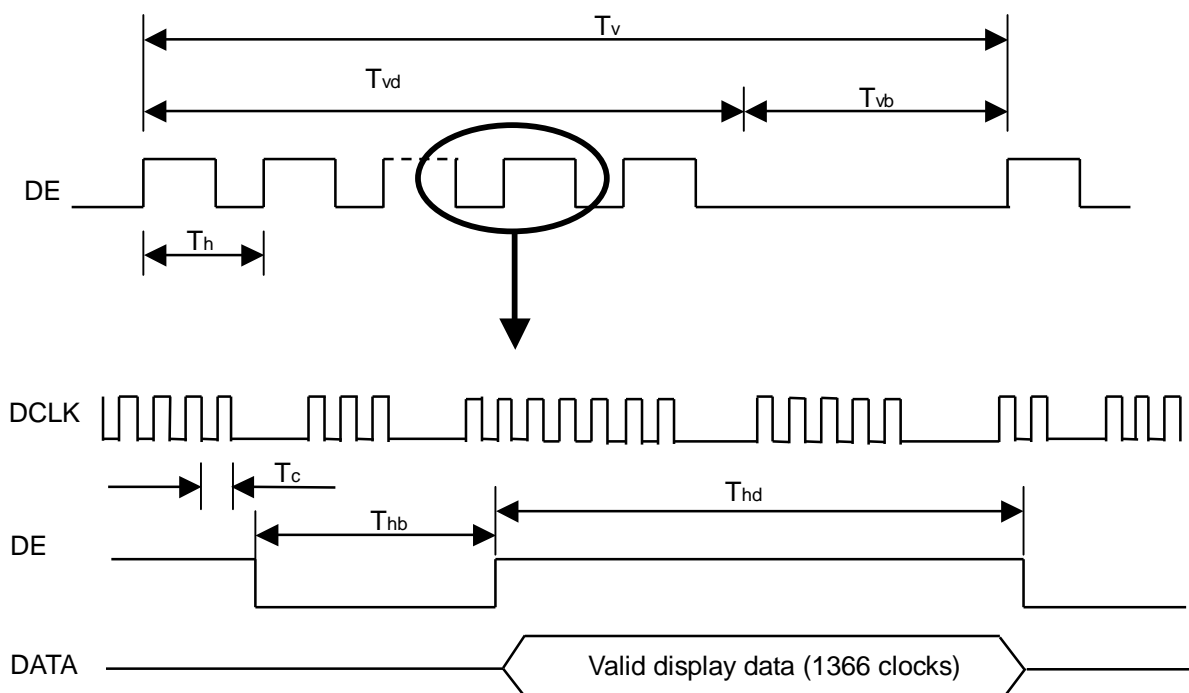 Tv
Tvd
Tvb
DE
Th
DCLK
Tc
Thd
Thb
DE
DATA
Valid display data (1366 clocks)